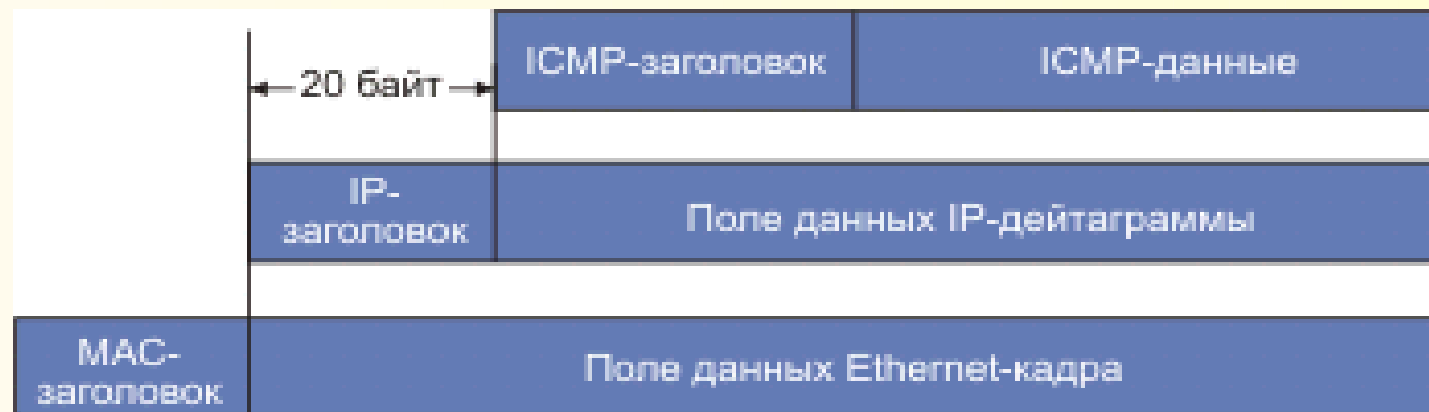 ICMP-заголовок
ICMP-данные
20 байт
IP-
заголовок
Поле данных IP-дейтаграммы
MAC-
заголовок
Поле данных Ethernet-кадра